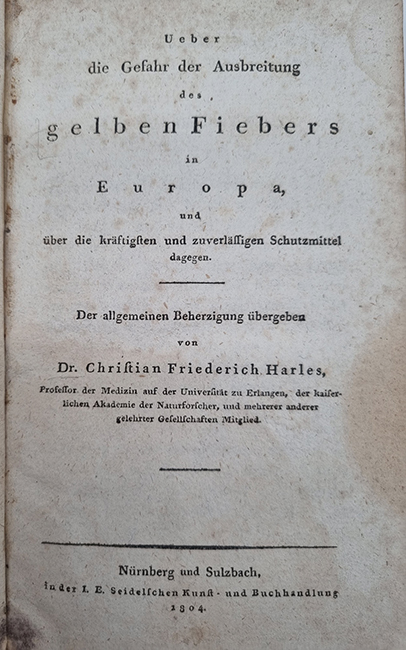 Ueber
die Gefahr der Ausbreitung
des
gelben Fiebers
in
Europa,
und
über die kräftigſten und zuverläſſigen Schutzmittel
dagegen.
Der allgemeinen Beherzigung übergeben
von
Dr. Chriſtian Friederich Harles,
Profeſſor der Medizin auf der Univerſität zu Erlangen, der kaiſer-
lichen Akademie der Naturforſcher, und mehrerer anderer
gelehrter Geſellſchaften Mitglied.
Nürnberg und Sulzbach,
in der I. E. Seidelſchen Kunſt- und Buchhandlung
1804.